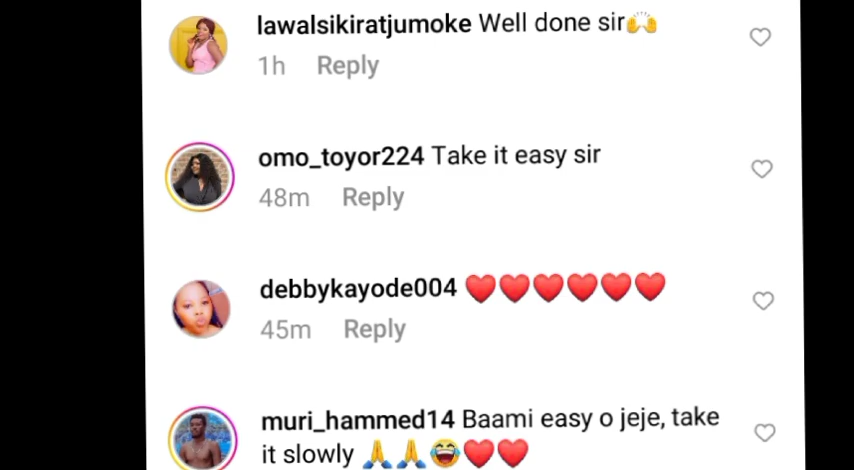 lawalsikiratjumoke Well done sir🙌
1h Reply
omo_toyor224 Take it easy sir
48m Reply
debbykayode004 ❤️❤️❤️❤️❤️❤️
45m Reply
muri_hammed14 Baami easy o jeje, take
it slowly 🙏🙏😂❤️❤️